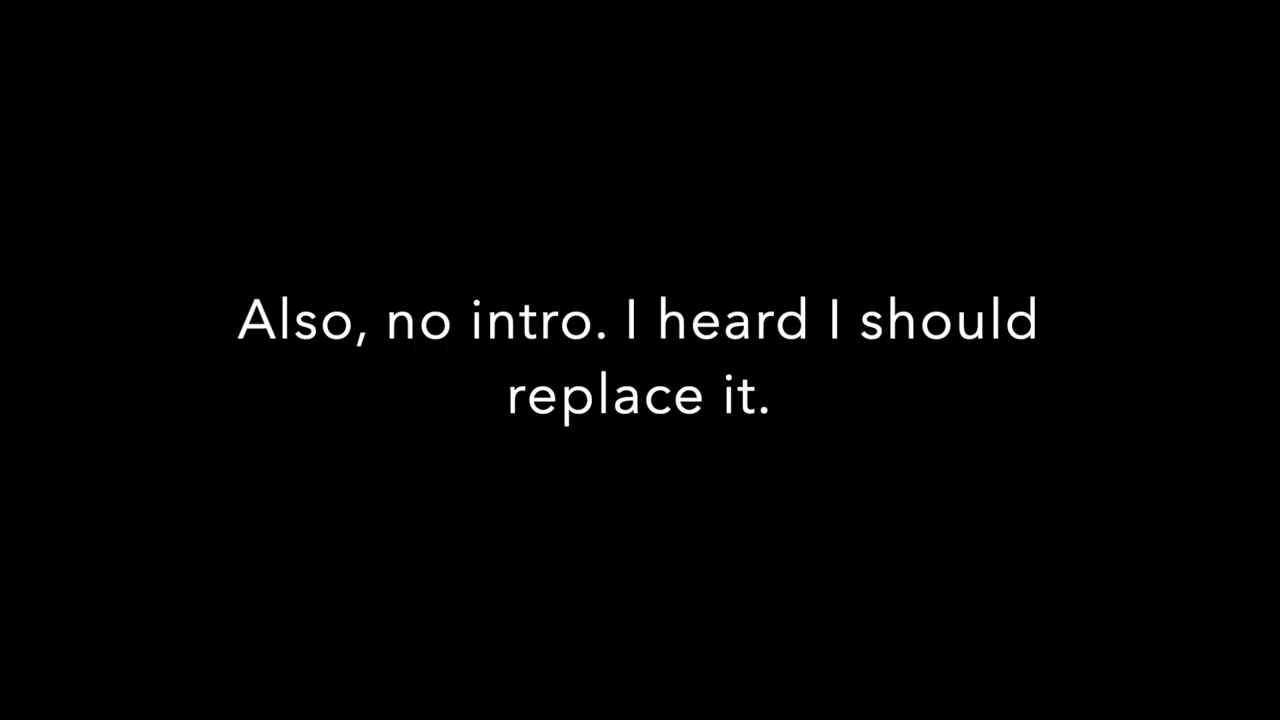 Also, no intro. I heard I should
replace it.